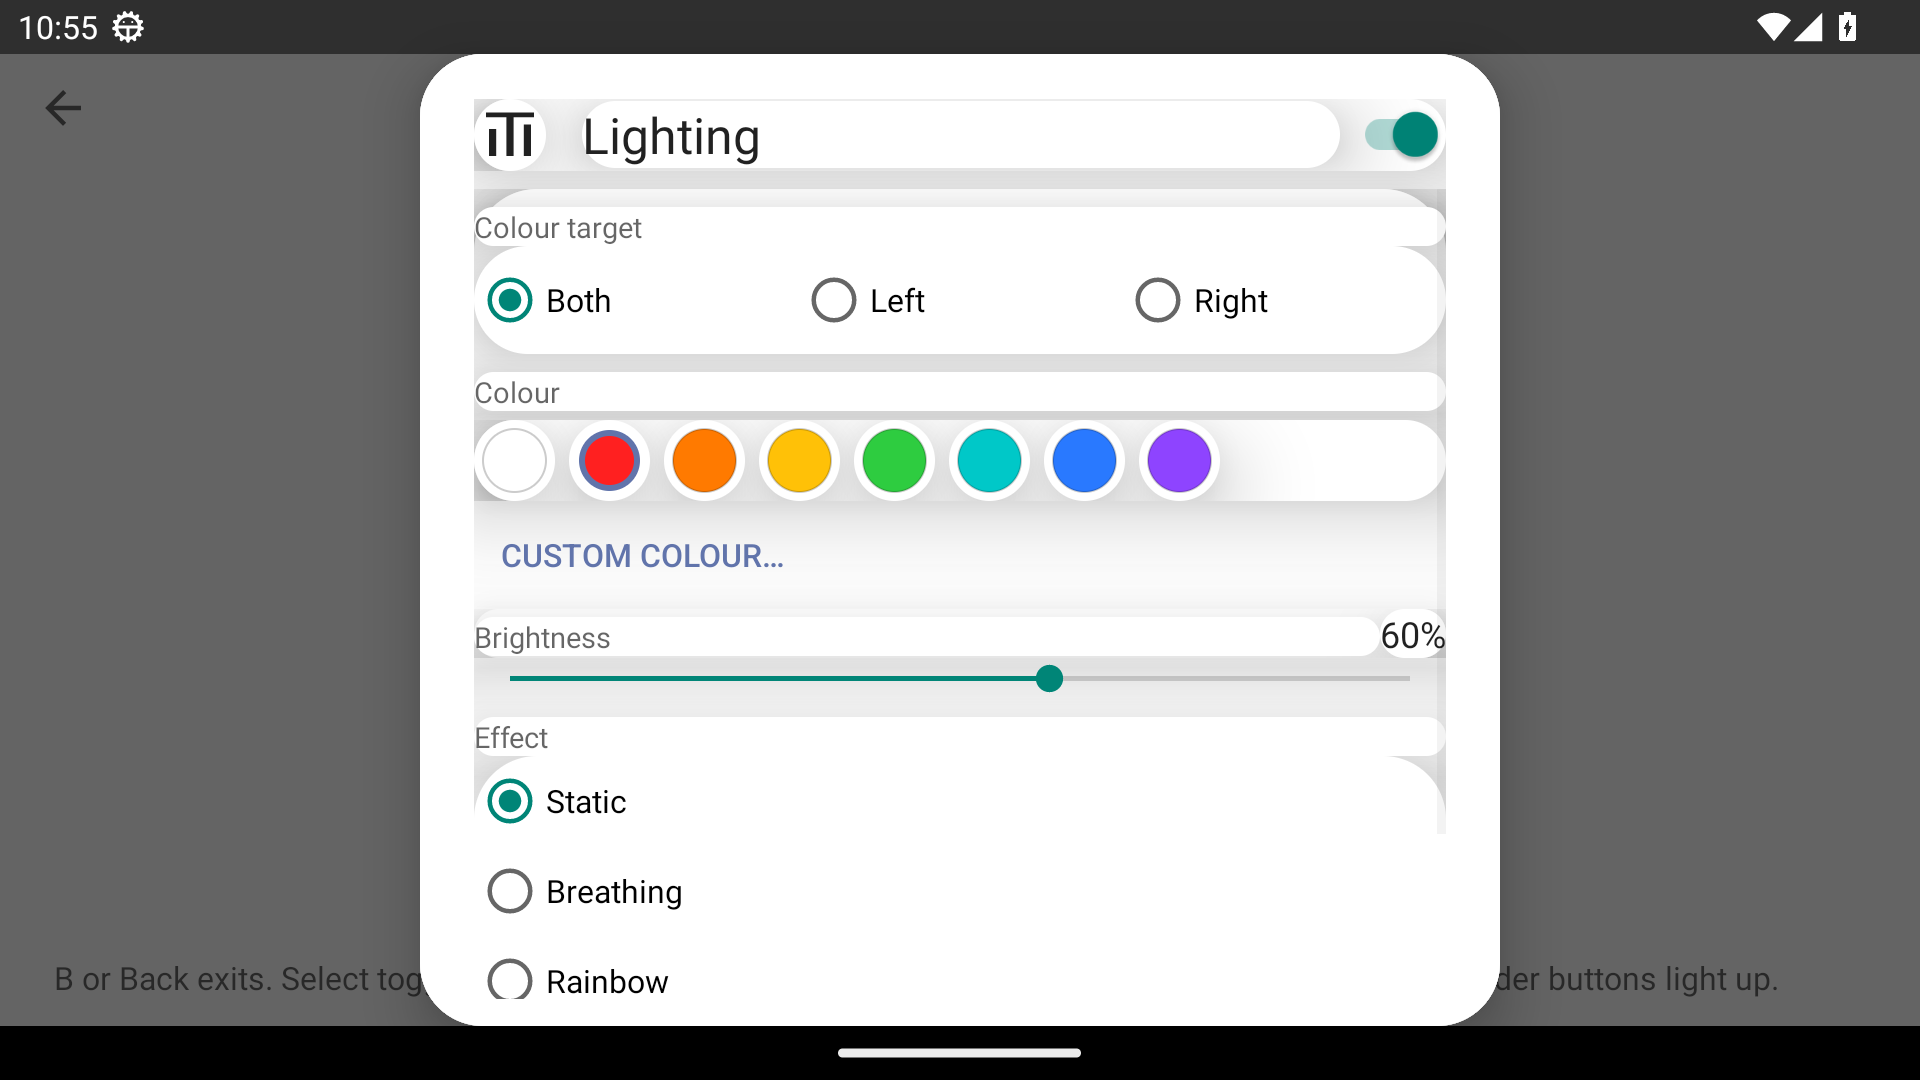 10:55
Lighting
Colour target
Both Left Right
Colour
CUSTOM COLOUR...
Brightness 60%
Effect
Static
Breathing
B or Back exits. Select tog der buttons light up.
Rainbow